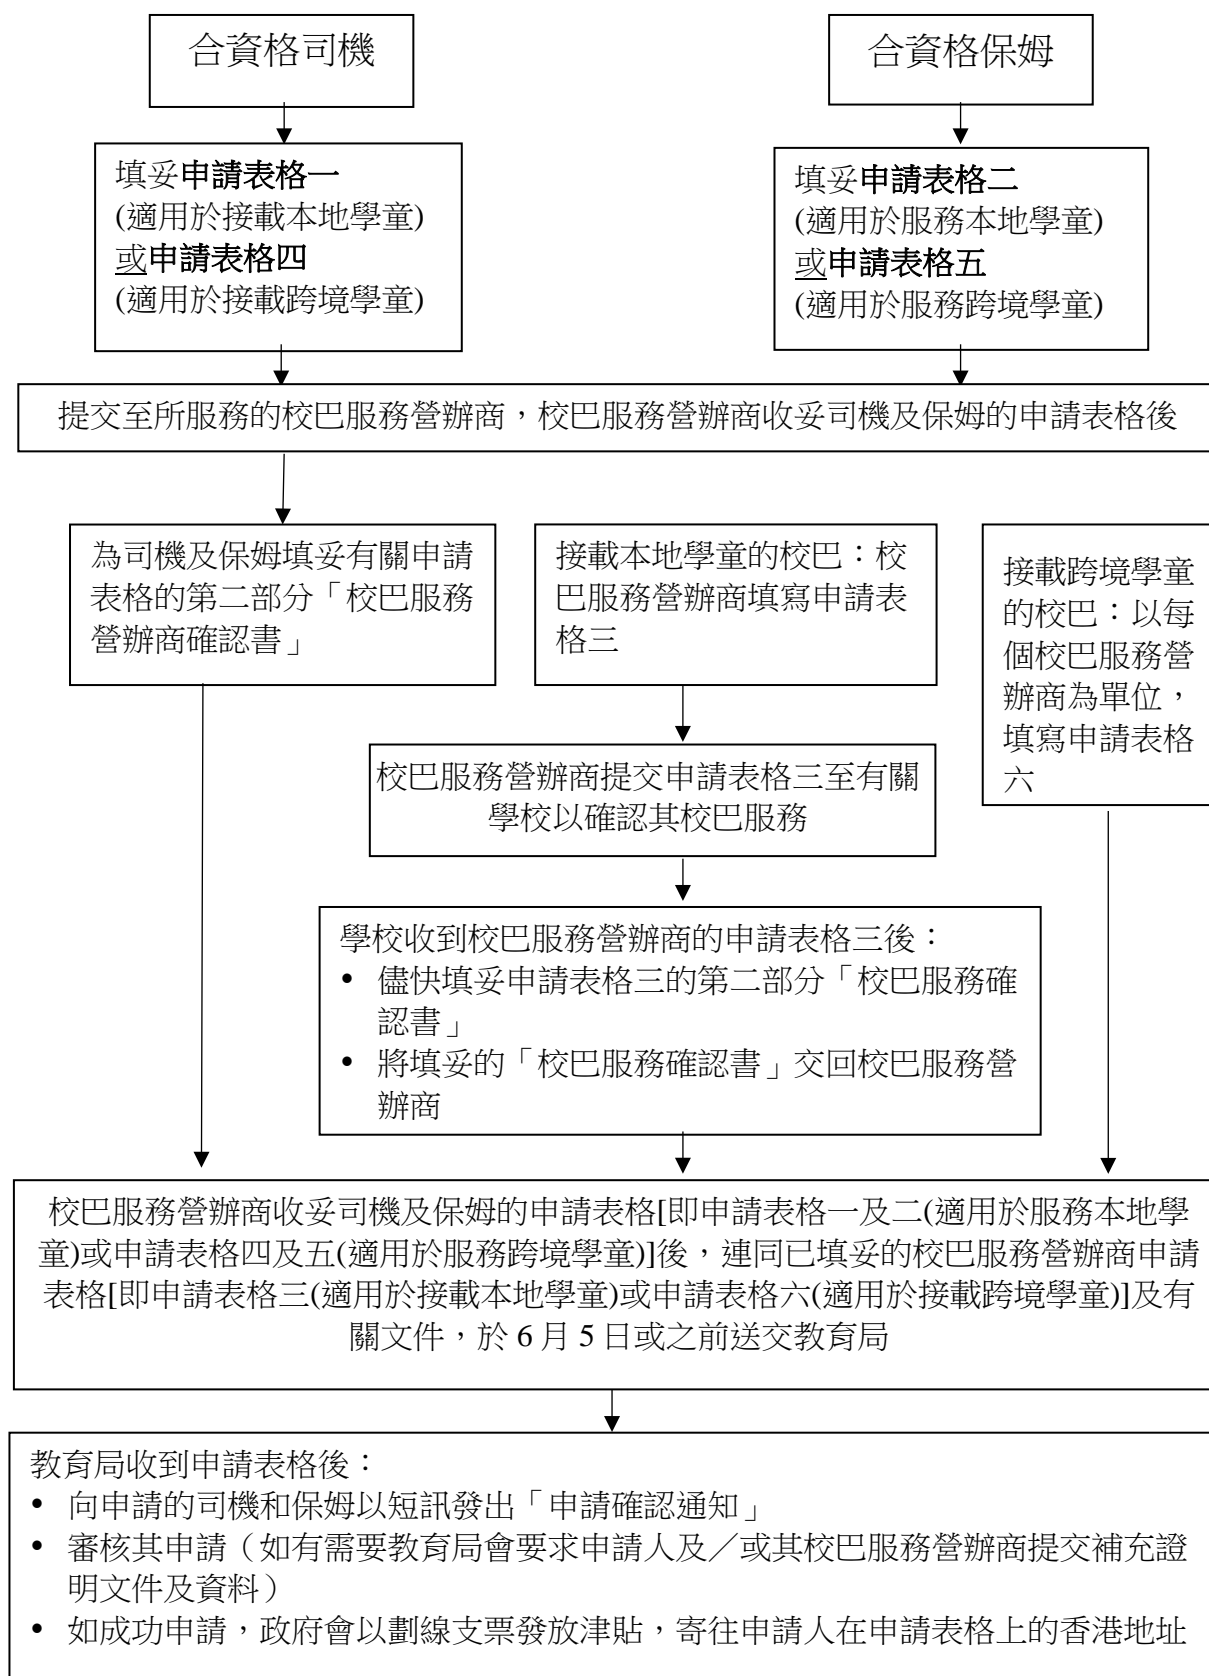 合資格司機
合資格保姆
填妥申請表格一
(適用於接載本地學童)
或申請表格四
(適用於接載跨境學童)
填妥申請表格二
(適用於服務本地學童)
或申請表格五
(適用於服務跨境學童)
提交至所服務的校巴服務營辦商，校巴服務營辦商收妥司機及保姆的申請表格後
為司機及保姆填妥有關申請
表格的第二部分「校巴服務
營辦商確認書」
接載本地學童的校巴：校
巴服務營辦商填寫申請表
格三
接載跨境學童
的校巴：以每
個校巴服務營
辦商為單位，
填寫申請表格
六
校巴服務營辦商提交申請表格三至有關
學校以確認其校巴服務
學校收到校巴服務營辦商的申請表格三後：
• 儘快填妥申請表格三的第二部分「校巴服務確
認書」
• 將填妥的「校巴服務確認書」交回校巴服務營
辦商
校巴服務營辦商收妥司機及保姆的申請表格[即申請表格一及二(適用於服務本地學
童)或申請表格四及五(適用於服務跨境學童)]後，連同已填妥的校巴服務營辦商申請
表格[即申請表格三(適用於接載本地學童)或申請表格六(適用於接載跨境學童)]及有
關文件，於 6 月 5 日或之前送交教育局
教育局收到申請表格後：
• 向申請的司機和保姆以短訊發出「申請確認通知」
• 審核其申請（如有需要教育局會要求申請人及／或其校巴服務營辦商提交補充證
明文件及資料）
• 如成功申請，政府會以劃線支票發放津貼，寄往申請人在申請表格上的香港地址